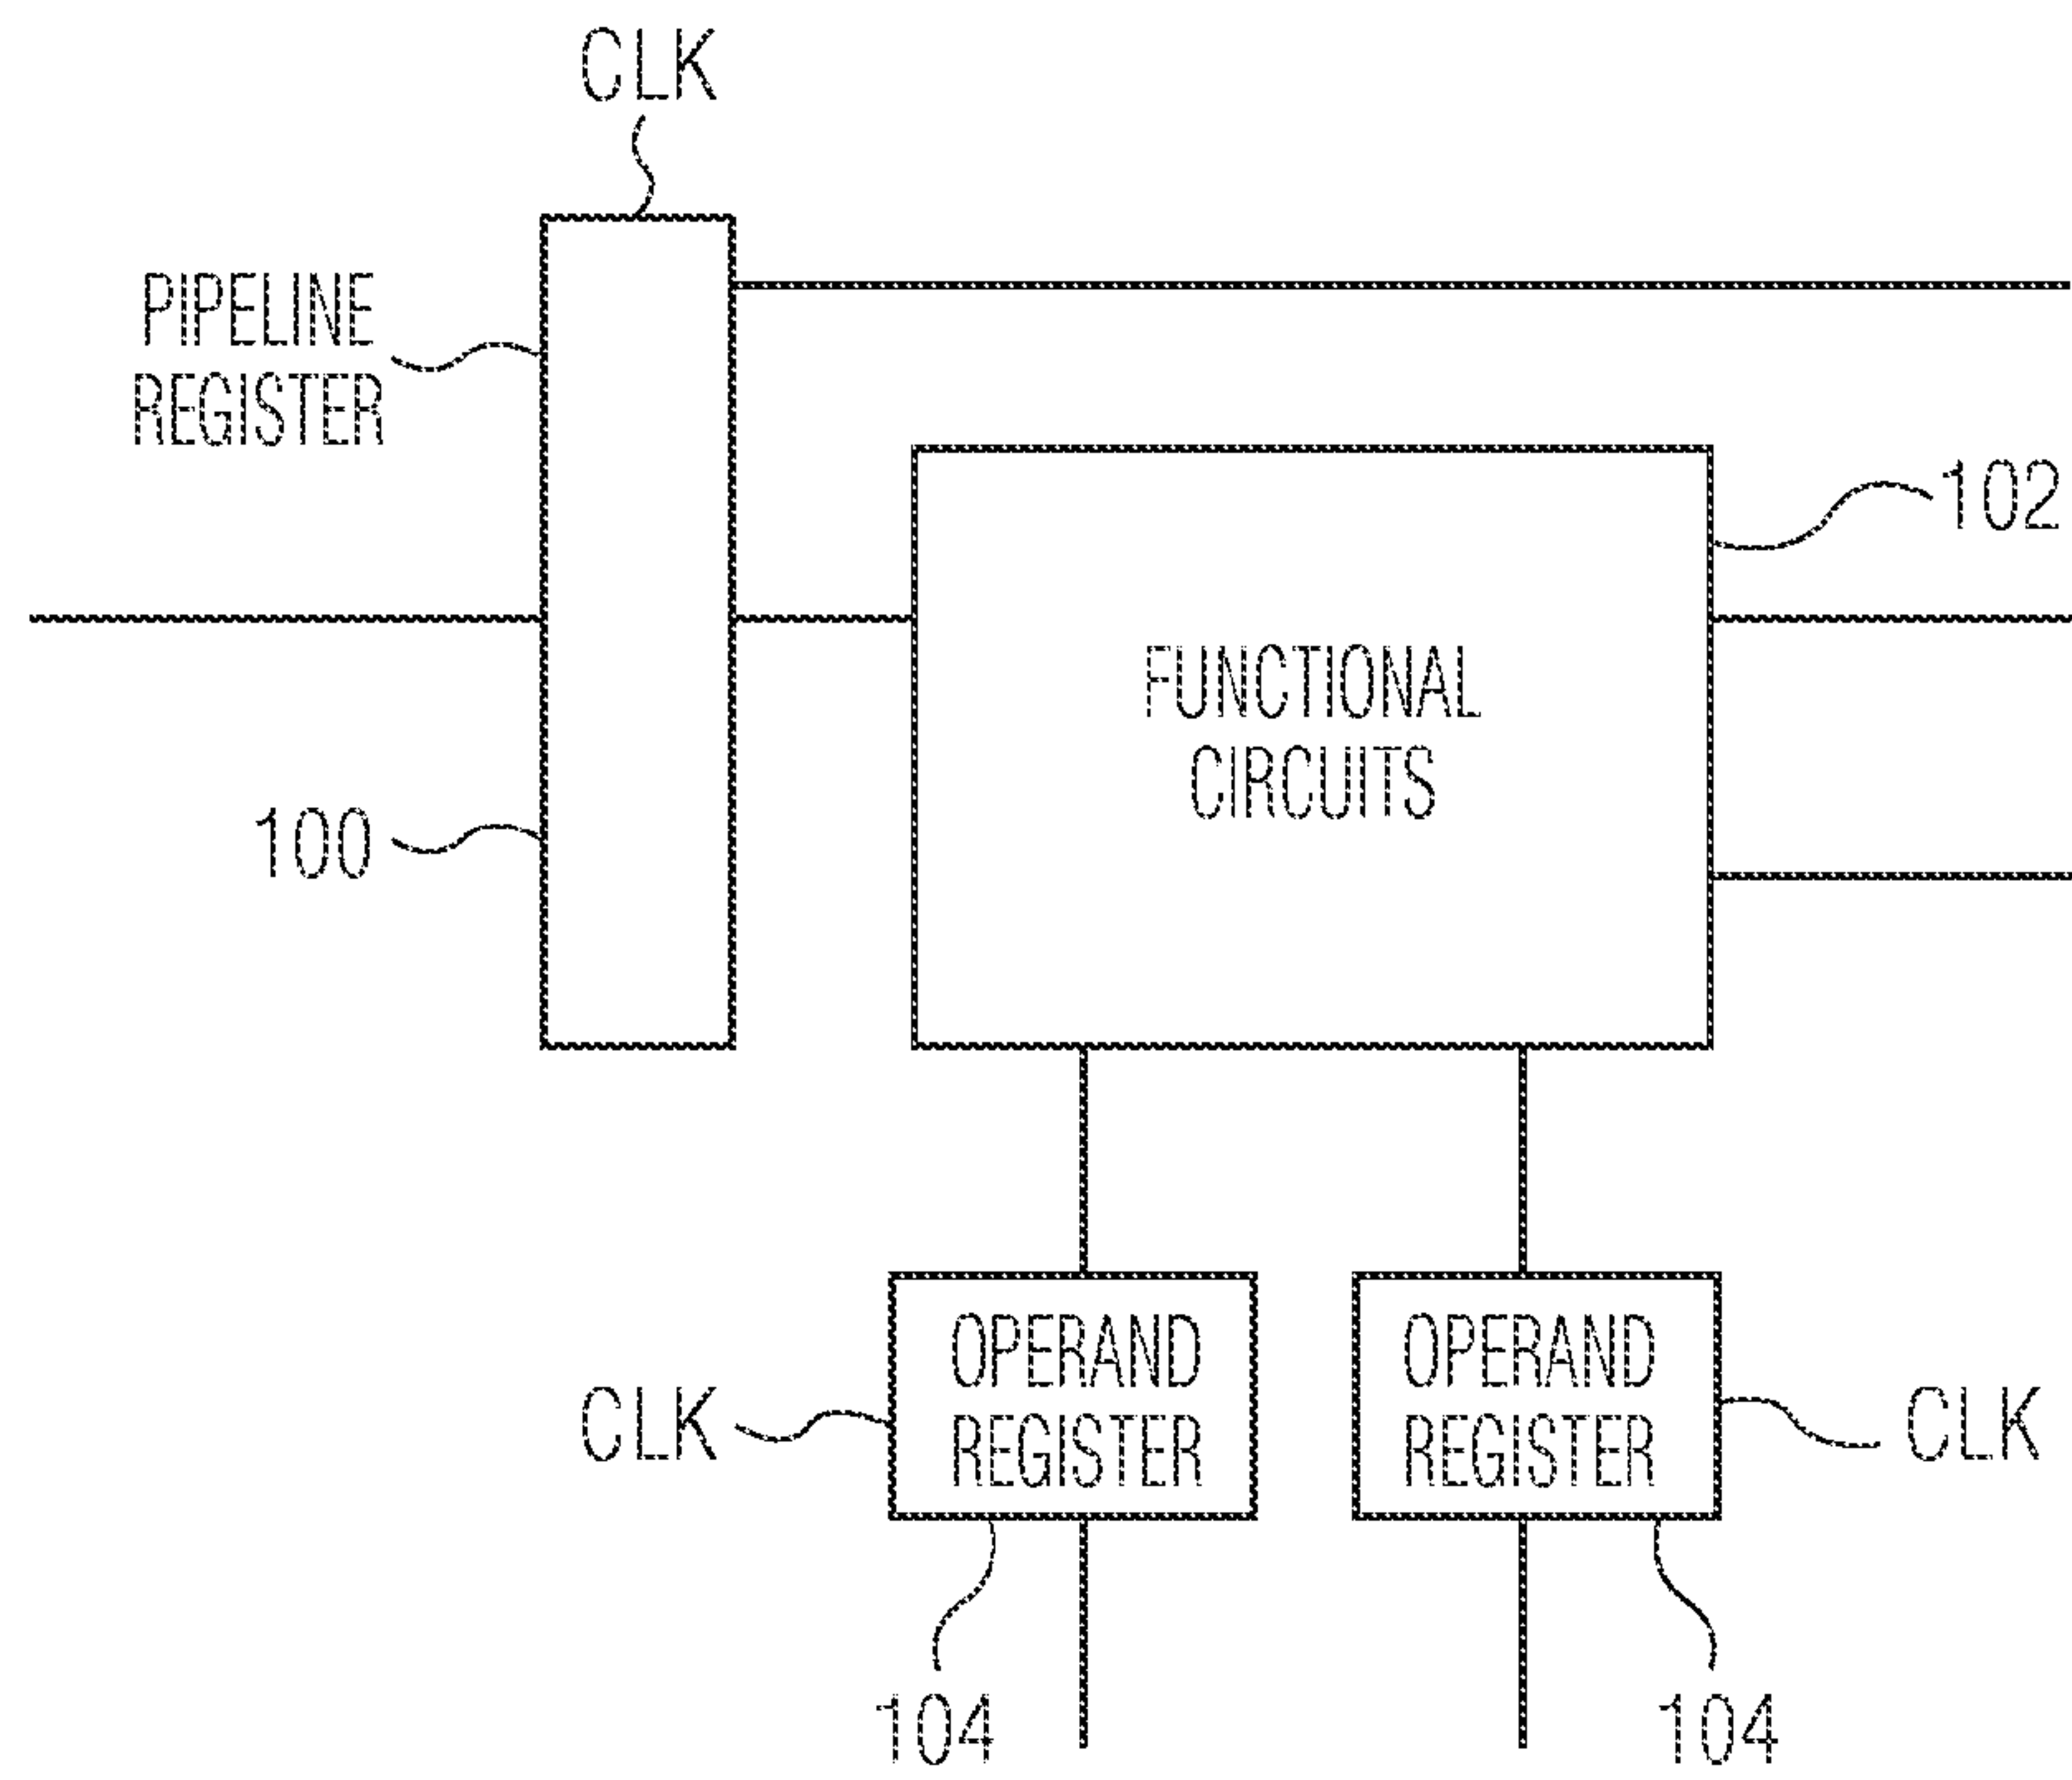 CLK
PIPELINE
REGISTER
102
FUNCTIONAL
CIRCUITS
100
OPERAND
REGISTER
OPERAND
REGISTER
CLK
CLK
104
104